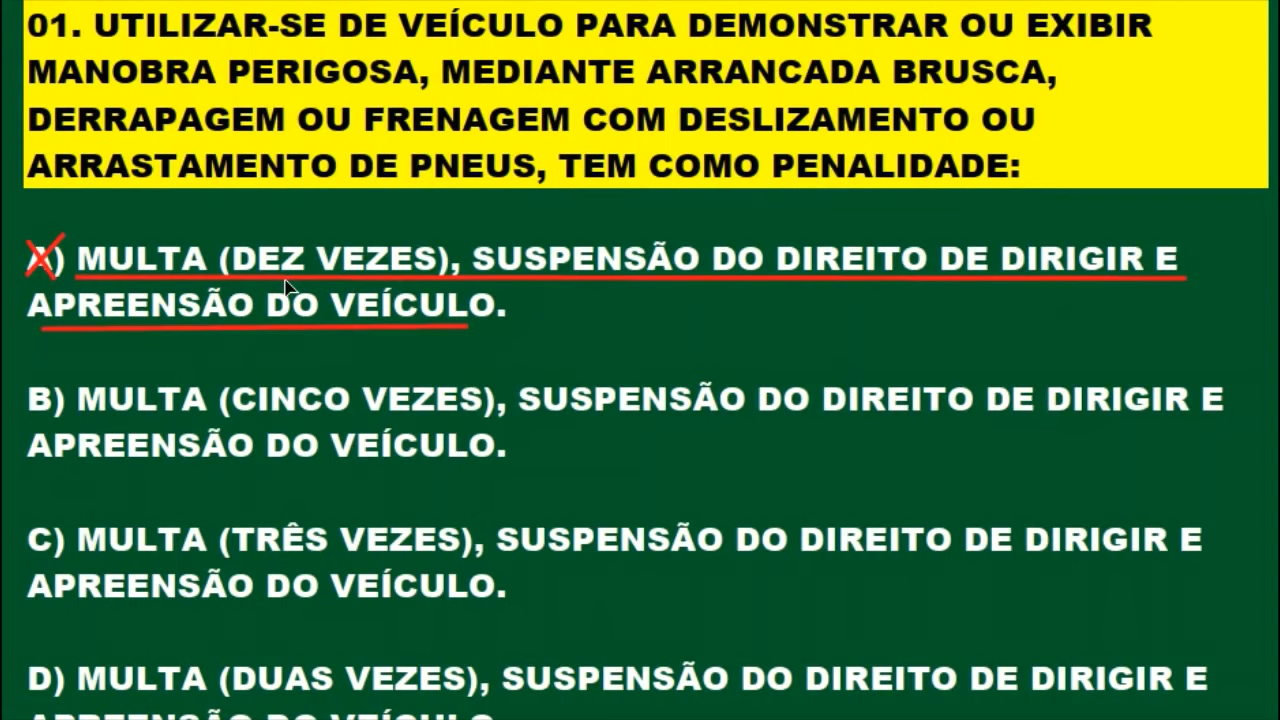 01. UTILIZAR-SE DE VEÍCULO PARA DEMONSTRAR OU EXIBIR
MANOBRA PERIGOSA, MEDIANTE ARRANCADA BRUSCA,
DERRAPAGEM OU FRENAGEM COM DESLIZAMENTO OU
ARRASTAMENTO DE PNEUS, TEM COMO PENALIDADE:
A) MULTA (DEZ VEZES), SUSPENSÃO DO DIREITO DE DIRIGIR E
APREENSÃO DO VEÍCULO.
B) MULTA (CINCO VEZES), SUSPENSÃO DO DIREITO DE DIRIGIR E
APREENSÃO DO VEÍCULO.
C) MULTA (TRÊS VEZES), SUSPENSÃO DO DIREITO DE DIRIGIR E
APREENSÃO DO VEÍCULO.
D) MULTA (DUAS VEZES), SUSPENSÃO DO DIREITO DE DIRIGIR E
APREENSÃO DO VEÍCULO.